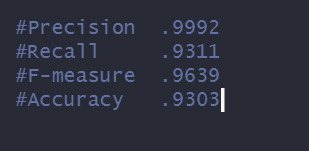 #Precision  .9992
#Recall     .9311
#F-measure  .9639
#Accuracy   .9303